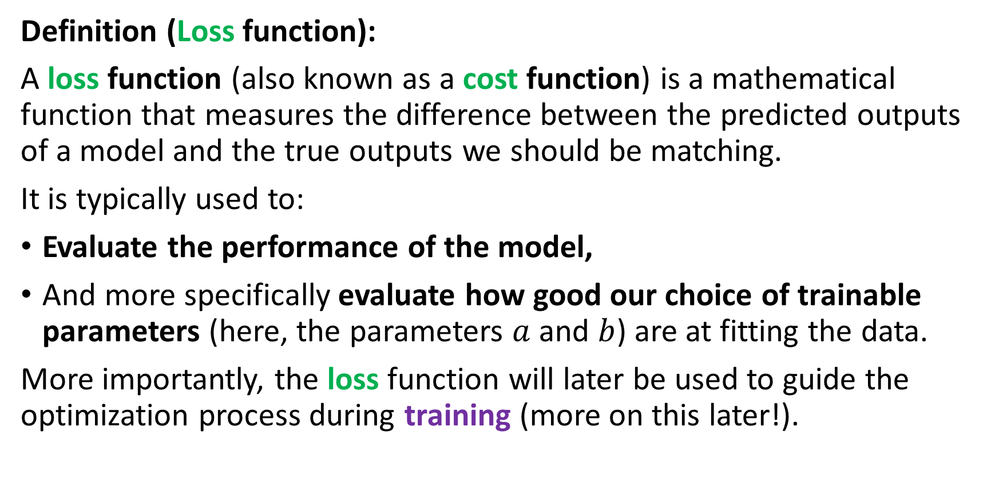 Definition (Loss function):
A loss function (also known as a cost function) is a mathematical
function that measures the difference between the predicted outputs
of a model and the true outputs we should be matching.
It is typically used to:
• Evaluate the performance of the model,
• And more specifically evaluate how good our choice of trainable
parameters (here, the parameters 𝑎 and 𝑏) are at fitting the data.
More importantly, the loss function will later be used to guide the
optimization process during training (more on this later!).